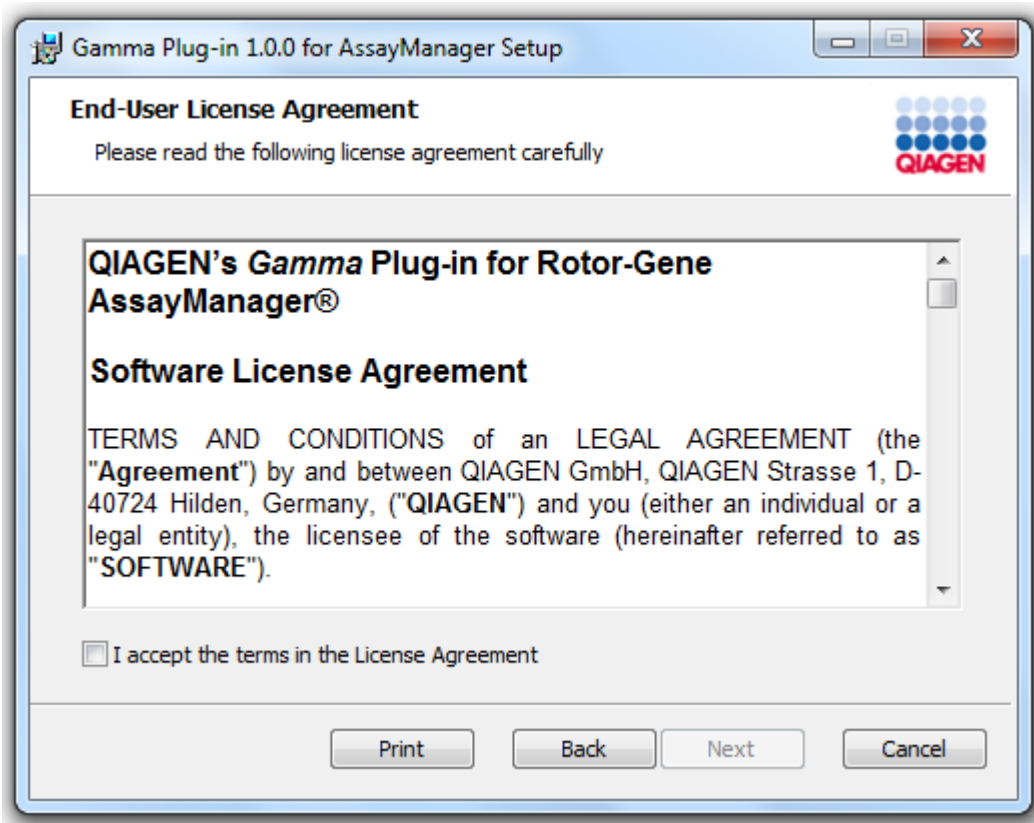 Gamma Plug-in 1.0.0 for AssayManager Setup
End-User License Agreement
Please read the following license agreement carefully
QIAGEN
QIAGEN's Gamma Plug-in for Rotor-Gene
AssayManager®
Software License Agreement
TERMS AND CONDITIONS of an LEGAL AGREEMENT (the
"Agreement") by and between QIAGEN GmbH, QIAGEN Strasse 1, D-
40724 Hilden, Germany, ("QIAGEN") and you (either an individual or a
legal entity), the licensee of the software (hereinafter referred to as
"SOFTWARE").
I accept the terms in the License Agreement
Print Back Next Cancel